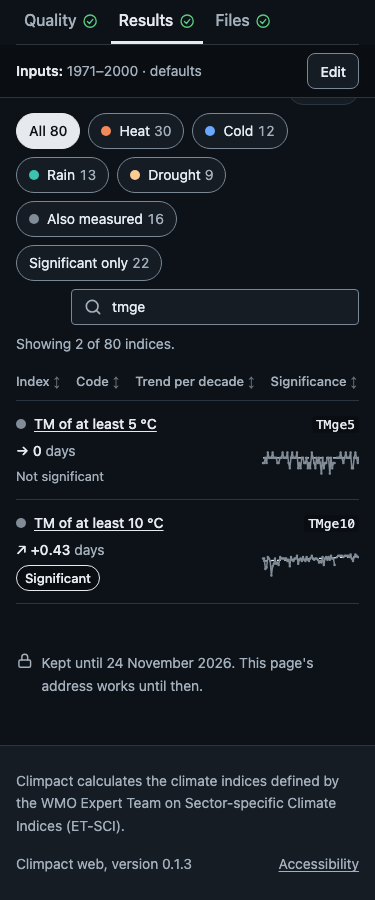 Quality
Results
Files
Inputs: 1971–2000 · defaults
Edit
All 80
Heat 30
Cold 12
Rain 13
Drought 9
Also measured 16
Significant only 22
tmge
Showing 2 of 80 indices.
Index Code Trend per decade Significance
TM of at least 5 °C TMge5
→ 0 days
Not significant
TM of at least 10 °C TMge10
↗ +0.43 days
Significant
Kept until 24 November 2026. This page's
address works until then.
Climpact calculates the climate indices defined by
the WMO Expert Team on Sector-specific Climate
Indices (ET-SCI).
Climpact web, version 0.1.3 Accessibility